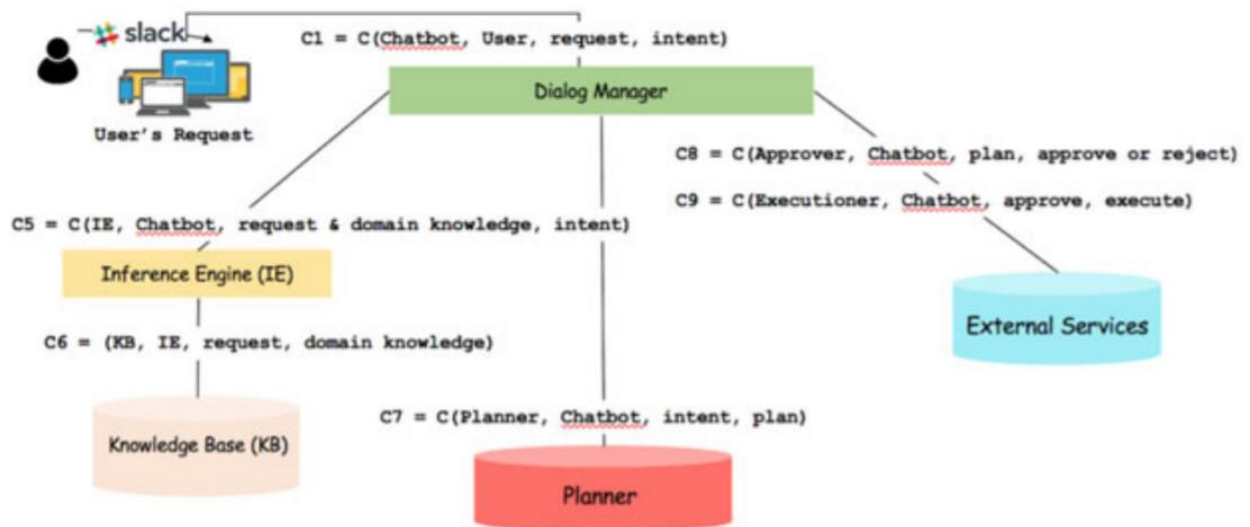 slack
C1 = C(Chatbot, User, request, intent)
Dialog Manager
User's Request
C8 = C(Approver, Chatbot, plan, approve or reject)
C9 = C(Executioner, Chatbot, approve, execute)
C5 = C(IE, Chatbot, request & domain knowledge, intent)
Inference Engine (IE)
External Services
C6 = (KB, IE, request, domain knowledge)
C7 = C(Planner, Chatbot, intent, plan)
Knowledge Base (KB)
Planner